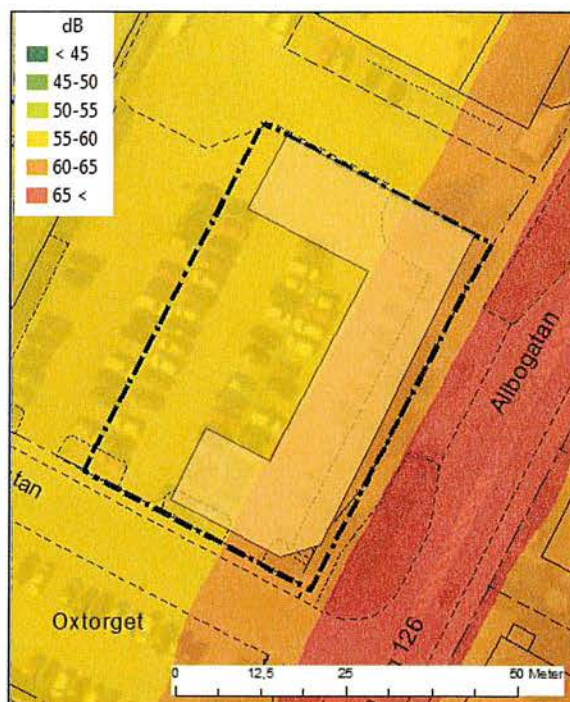 dB
< 45
45-50
50-55
55-60
60-65
65 <
Allbogatan
tan
126
Oxtorget
0 12,5 25 50 Meter